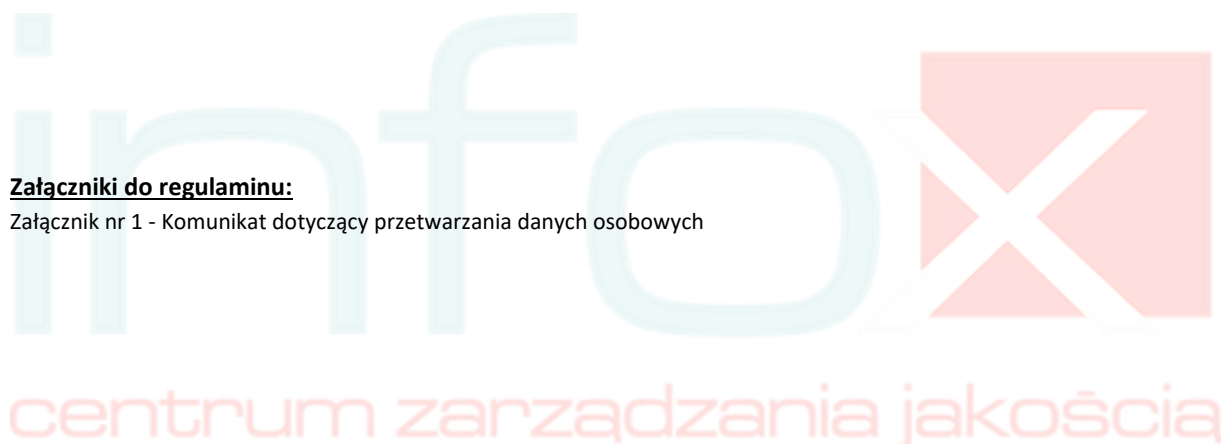 infox
Załączniki do regulaminu:
Załącznik nr 1 - Komunikat dotyczący przetwarzania danych osobowych
centrum zarządzania jakością